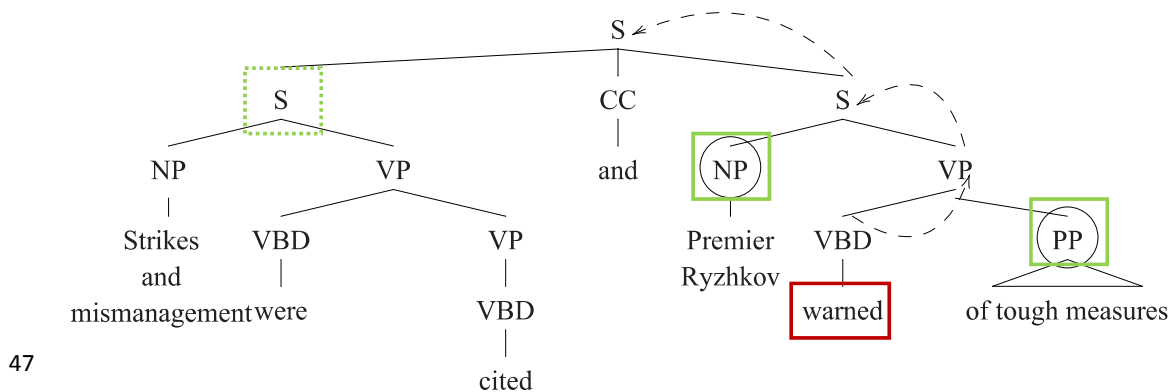 S
S CC S
NP VP and NP VP
Strikes VBD VP Premier VBD PP
and Ryzhkov
mismanagement were VBD warned of tough measures
47
cited